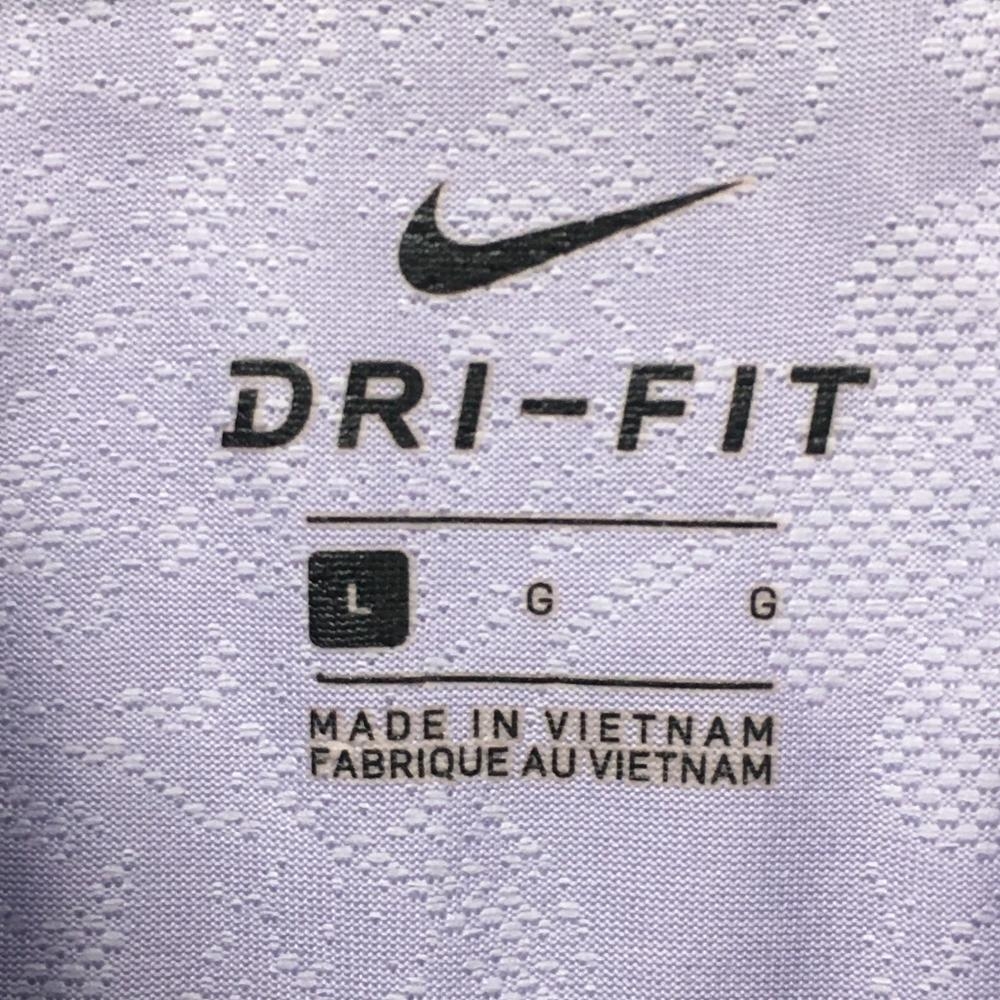 DRI-FIT
L G G
MADE IN VIETNAM
FABRIQUE AU VIETNAM